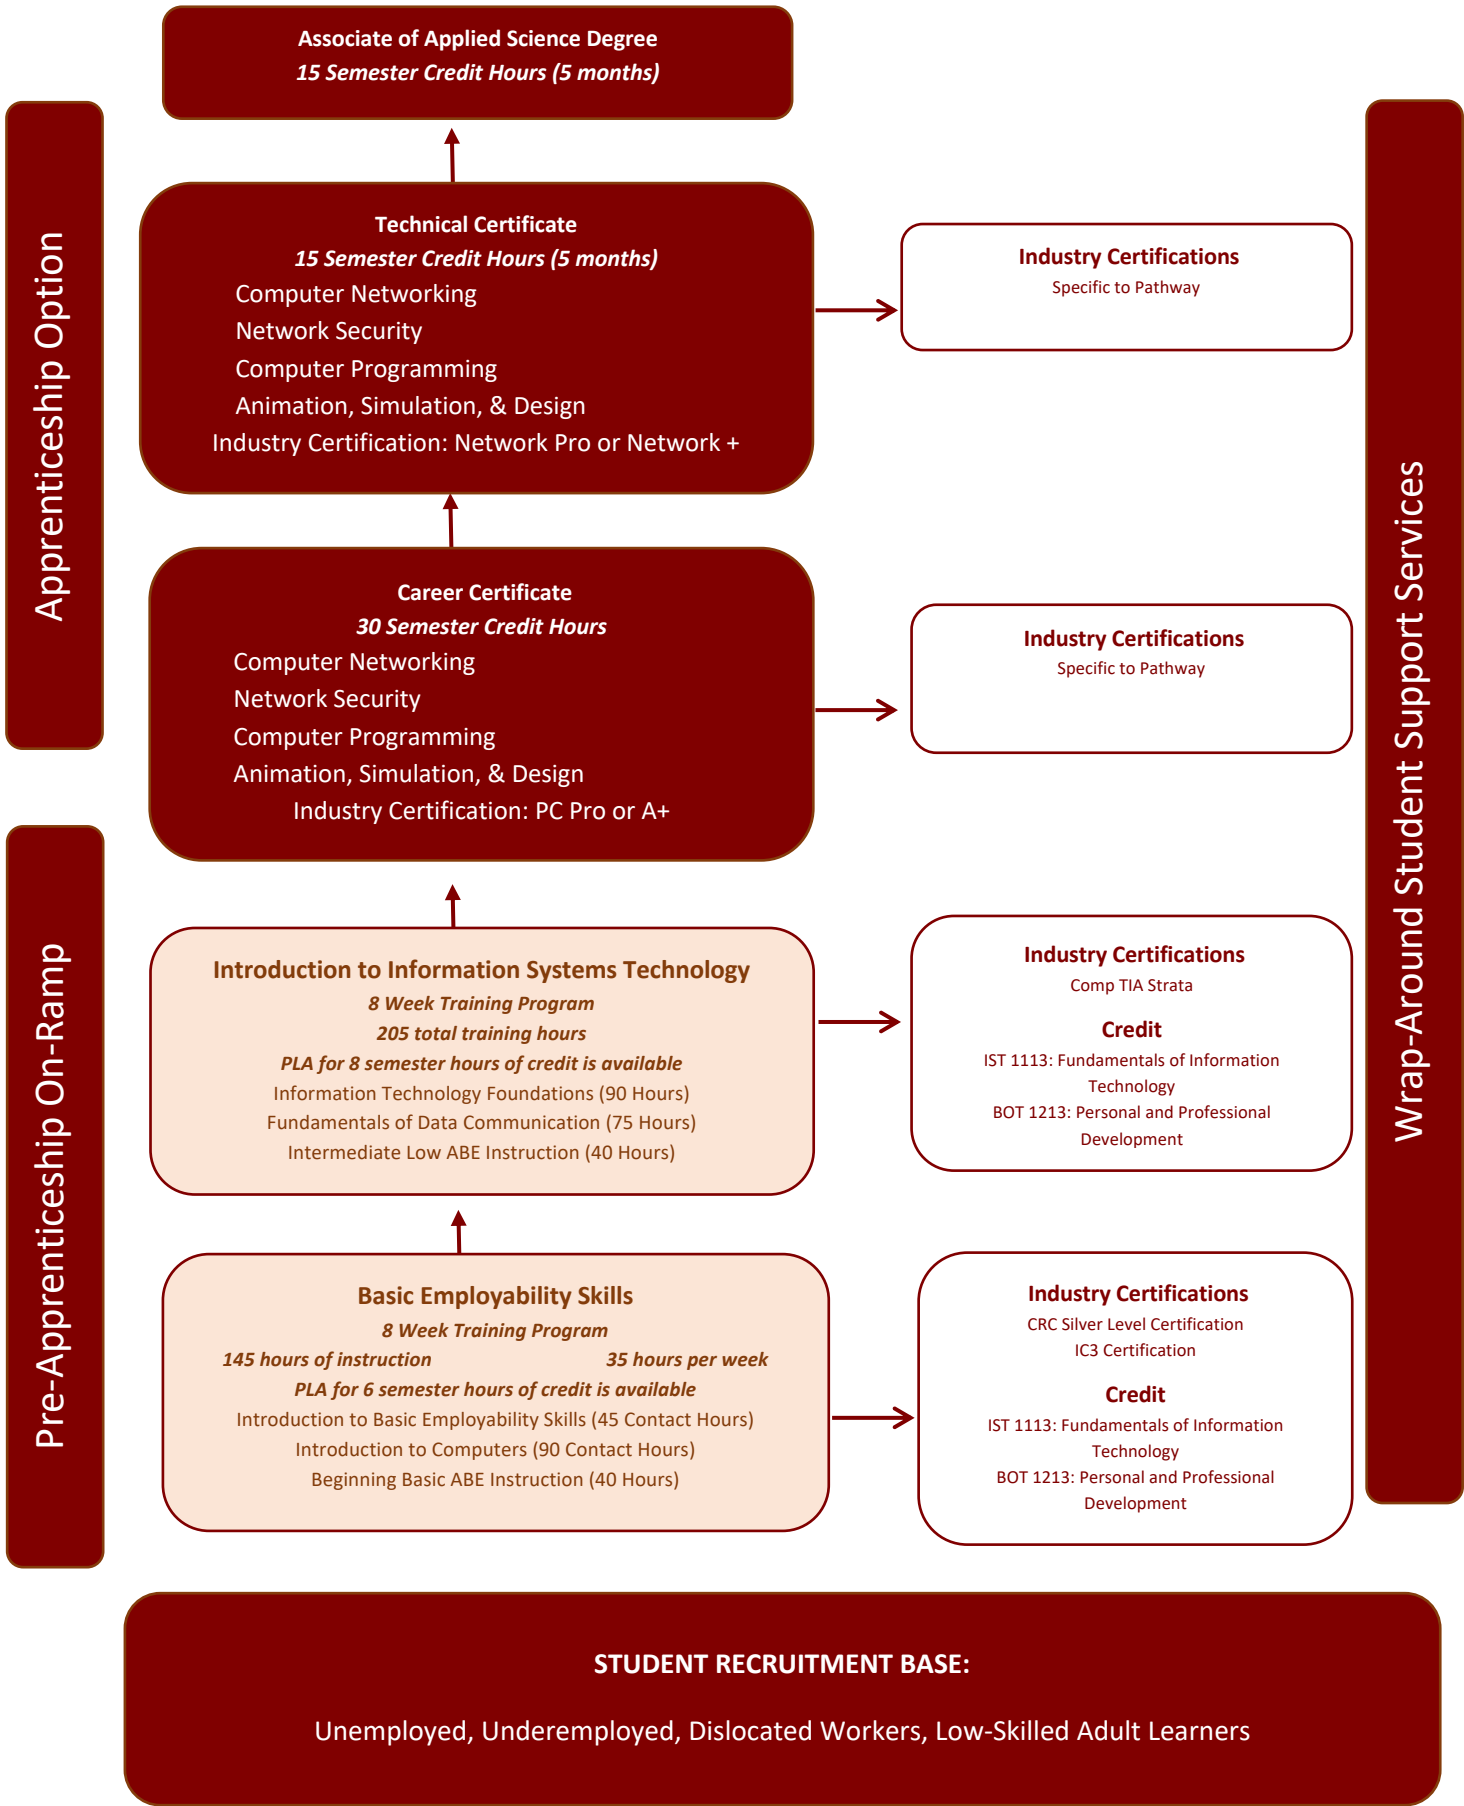 Associate of Applied Science Degree
15 Semester Credit Hours (5 months)
Apprenticeship Option
Technical Certificate
15 Semester Credit Hours (5 months)
Computer Networking
Network Security
Computer Programming
Animation, Simulation, & Design
Industry Certification: Network Pro or Network +
Industry Certifications
Specific to Pathway
Career Certificate
30 Semester Credit Hours
Computer Networking
Network Security
Computer Programming
Animation, Simulation, & Design
Industry Certification: PC Pro or A+
Industry Certifications
Specific to Pathway
Wrap-Around Student Support Services
Pre-Apprenticeship On-Ramp
Introduction to Information Systems Technology
8 Week Training Program
205 total training hours
PLA for 8 semester hours of credit is available
Information Technology Foundations (90 Hours)
Fundamentals of Data Communication (75 Hours)
Intermediate Low ABE Instruction (40 Hours)
Industry Certifications
Comp TIA Strata
Credit
IST 1113: Fundamentals of Information
Technology
BOT 1213: Personal and Professional
Development
Basic Employability Skills
8 Week Training Program
145 hours of instruction 35 hours per week
PLA for 6 semester hours of credit is available
Introduction to Basic Employability Skills (45 Contact Hours)
Introduction to Computers (90 Contact Hours)
Beginning Basic ABE Instruction (40 Hours)
Industry Certifications
CRC Silver Level Certification
IC3 Certification
Credit
IST 1113: Fundamentals of Information
Technology
BOT 1213: Personal and Professional
Development
STUDENT RECRUITMENT BASE:
Unemployed, Underemployed, Dislocated Workers, Low-Skilled Adult Learners